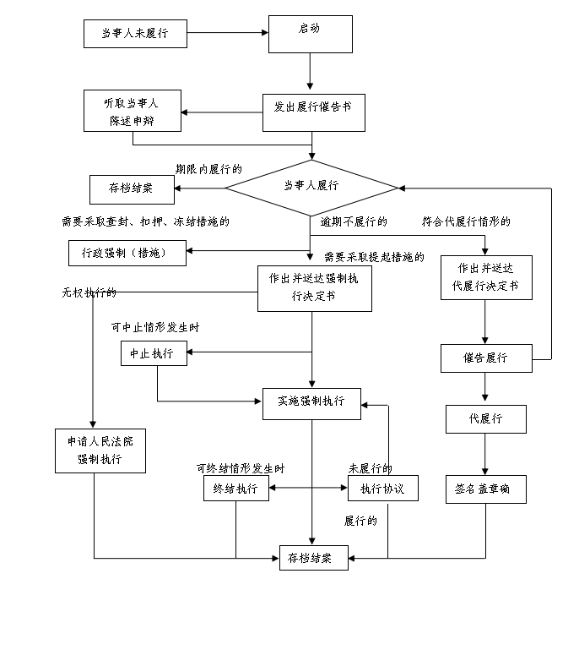 当事人未履行
启动
听取当事人
陈述申辩
发出履行催告书
期限内履行的
存档结案
当事人履行
需要采取查封、扣押、冻结措施的
逾期不履行的
符合代履行情形的
行政强制（措施）
需要采取提起措施的
作出并送达强制执
行决定书
作出并送达
代履行决定书
无权执行的
可中止情形发生时
中止执行
催告履行
实施强制执行
代履行
申请人民法院
强制执行
可终结情形发生时
未履行的
终结执行
执行协议
签名盖章确
履行的
存档结案